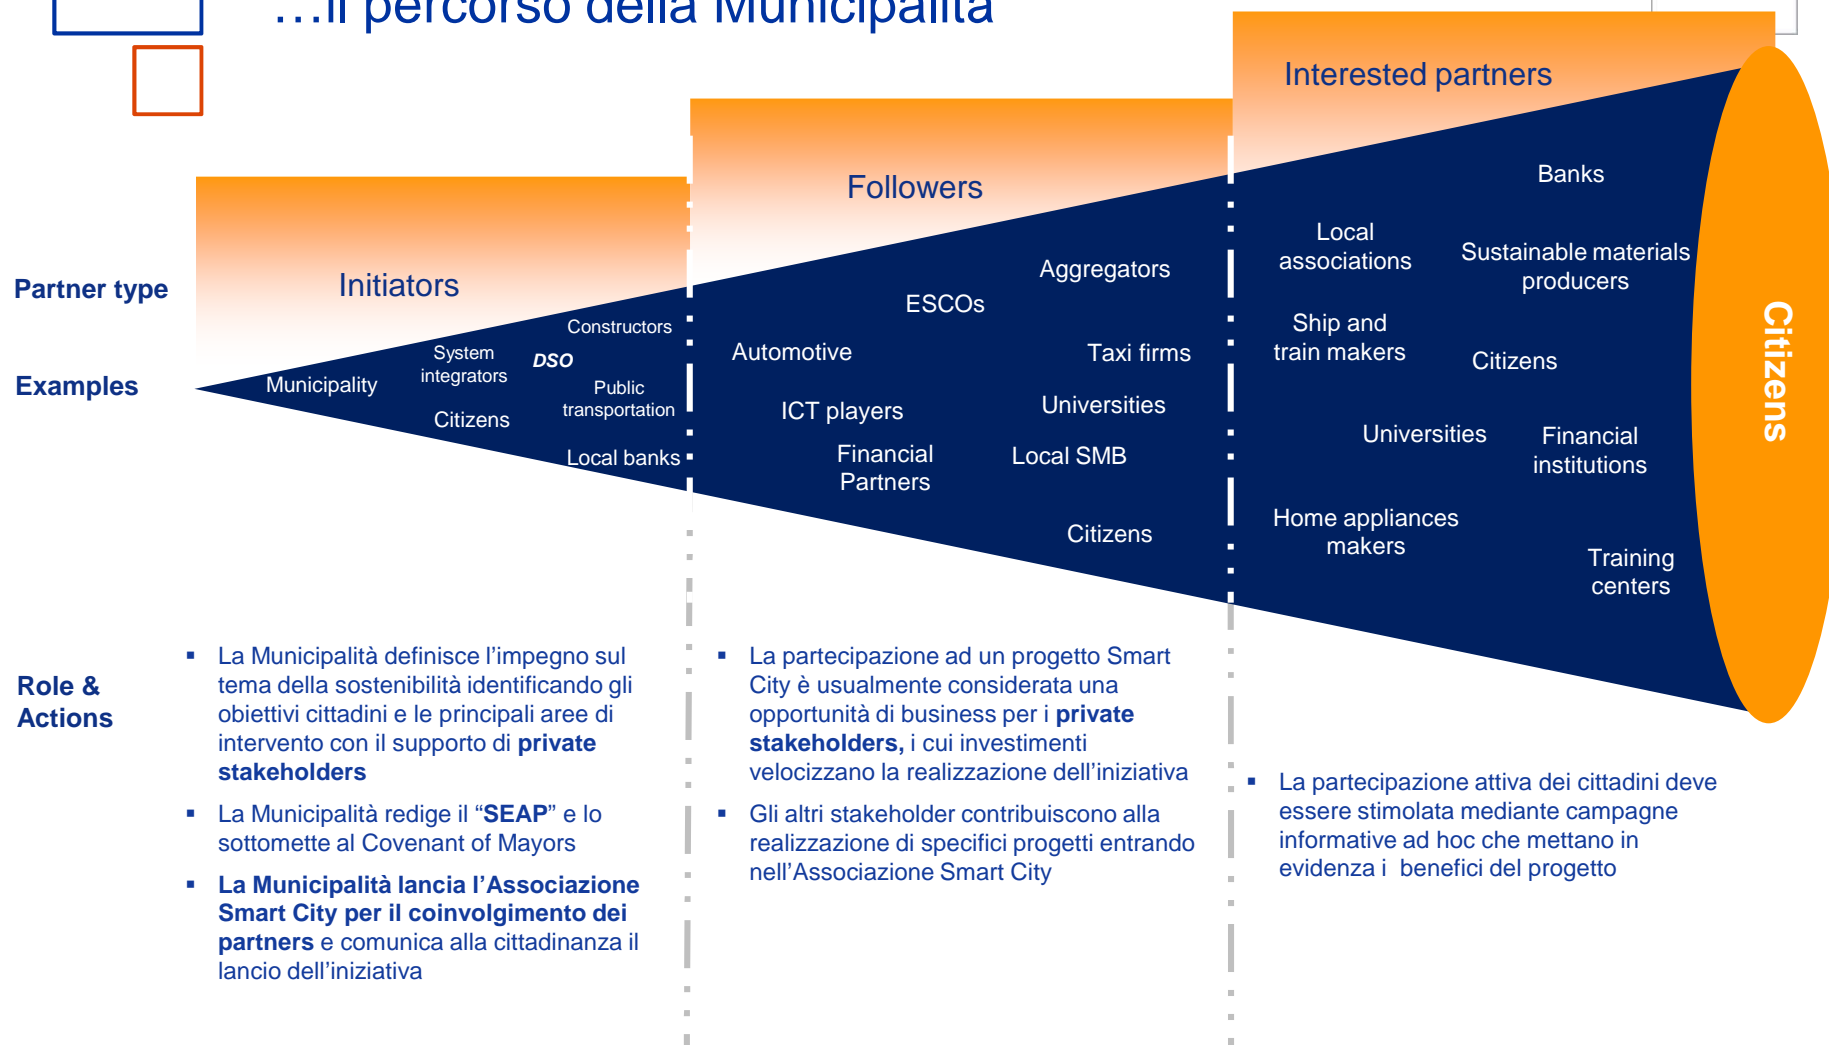 …il percorso della Municipalità
Partner type
Examples
Role &
Actions
Initiators
Municipality
System
integrators
Citizens
DSO
Constructors
Public
transportation
Local banks
Followers
Aggregators
ESCOs
Automotive
Taxi firms
ICT players
Universities
Financial
Partners
Local SMB
Citizens
Interested partners
Banks
Local
associations
Sustainable materials
producers
Ship and
train makers
Citizens
Universities
Financial
institutions
Home appliances
makers
Training
centers
Citizens
▪ La Municipalità definisce l’impegno sul
tema della sostenibilità identificando gli
obiettivi cittadini e le principali aree di
intervento con il supporto di private
stakeholders
▪ La Municipalità redige il “SEAP” e lo
sottomette al Covenant of Mayors
▪ La Municipalità lancia l’Associazione
Smart City per il coinvolgimento dei
partners e comunica alla cittadinanza il
lancio dell’iniziativa
▪ La partecipazione ad un progetto Smart
City è usualmente considerata una
opportunità di business per i private
stakeholders, i cui investimenti
velocizzano la realizzazione dell’iniziativa
▪ Gli altri stakeholder contribuiscono alla
realizzazione di specifici progetti entrando
nell’Associazione Smart City
▪ La partecipazione attiva dei cittadini deve
essere stimolata mediante campagne
informative ad hoc che mettano in
evidenza i  benefici del progetto